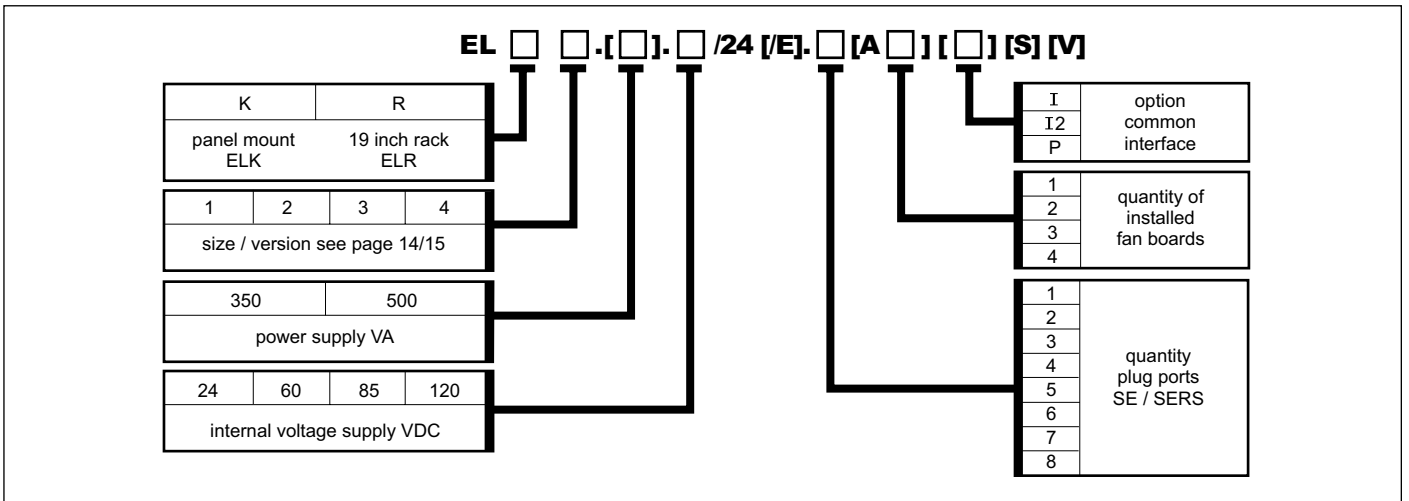 EL □ □.[□].□ /24 [/E].□ [A □] [□] [S] [V]
K R
panel mount 19 inch rack
ELK ELR
1 2 3 4
size / version see page 14/15
350 500
power supply VA
24 60 85 120
internal voltage supply VDC
I
I2
P
option
common
interface
1
2
3
4
quantity of
installed
fan boards
1
2
3
4
5
6
7
8
quantity
plug ports
SE / SERS